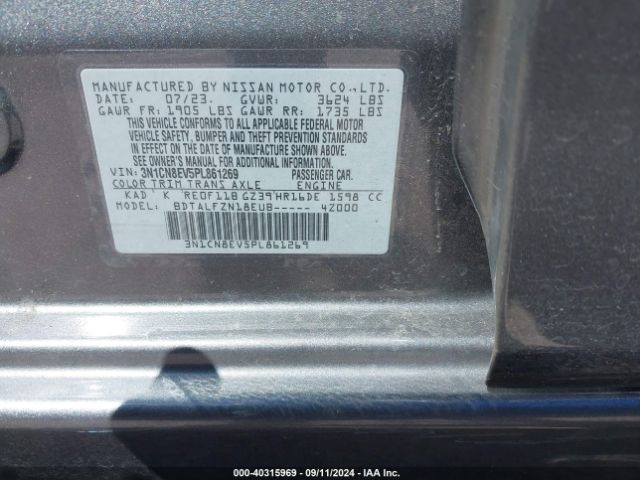 MANUFACTURED BY NISSAN MOTOR CO.,LTD.
DATE: 07/23. GVWR: 3624 LBS
GAWR FR: 1905 LBS GAWR RR: 1735 LBS
THIS VEHICLE CONFORMS TO ALL APPLICABLE FEDERAL MOTOR
VEHICLE SAFETY, BUMPER AND THEFT PREVENTION STANDARDS
IN EFFECT ON THE DATE OF MANUFACTURE SHOWN ABOVE.
SEE OWNER'S MANUAL FOR ADDITIONAL INFORMATION.
VIN: 3N1CN8EV5PL861269 PASSENGER CAR.
COLOR TRIM TRANS AXLE ENGINE
KAD K RE0F11B GZ39 HR16DE 1598 CC
MODEL: BDTALFZN18EUB----- 4Z000
3N1CN8EV5PL861269
COPART: 40315969 - 09/11/2024 - IAA Inc.